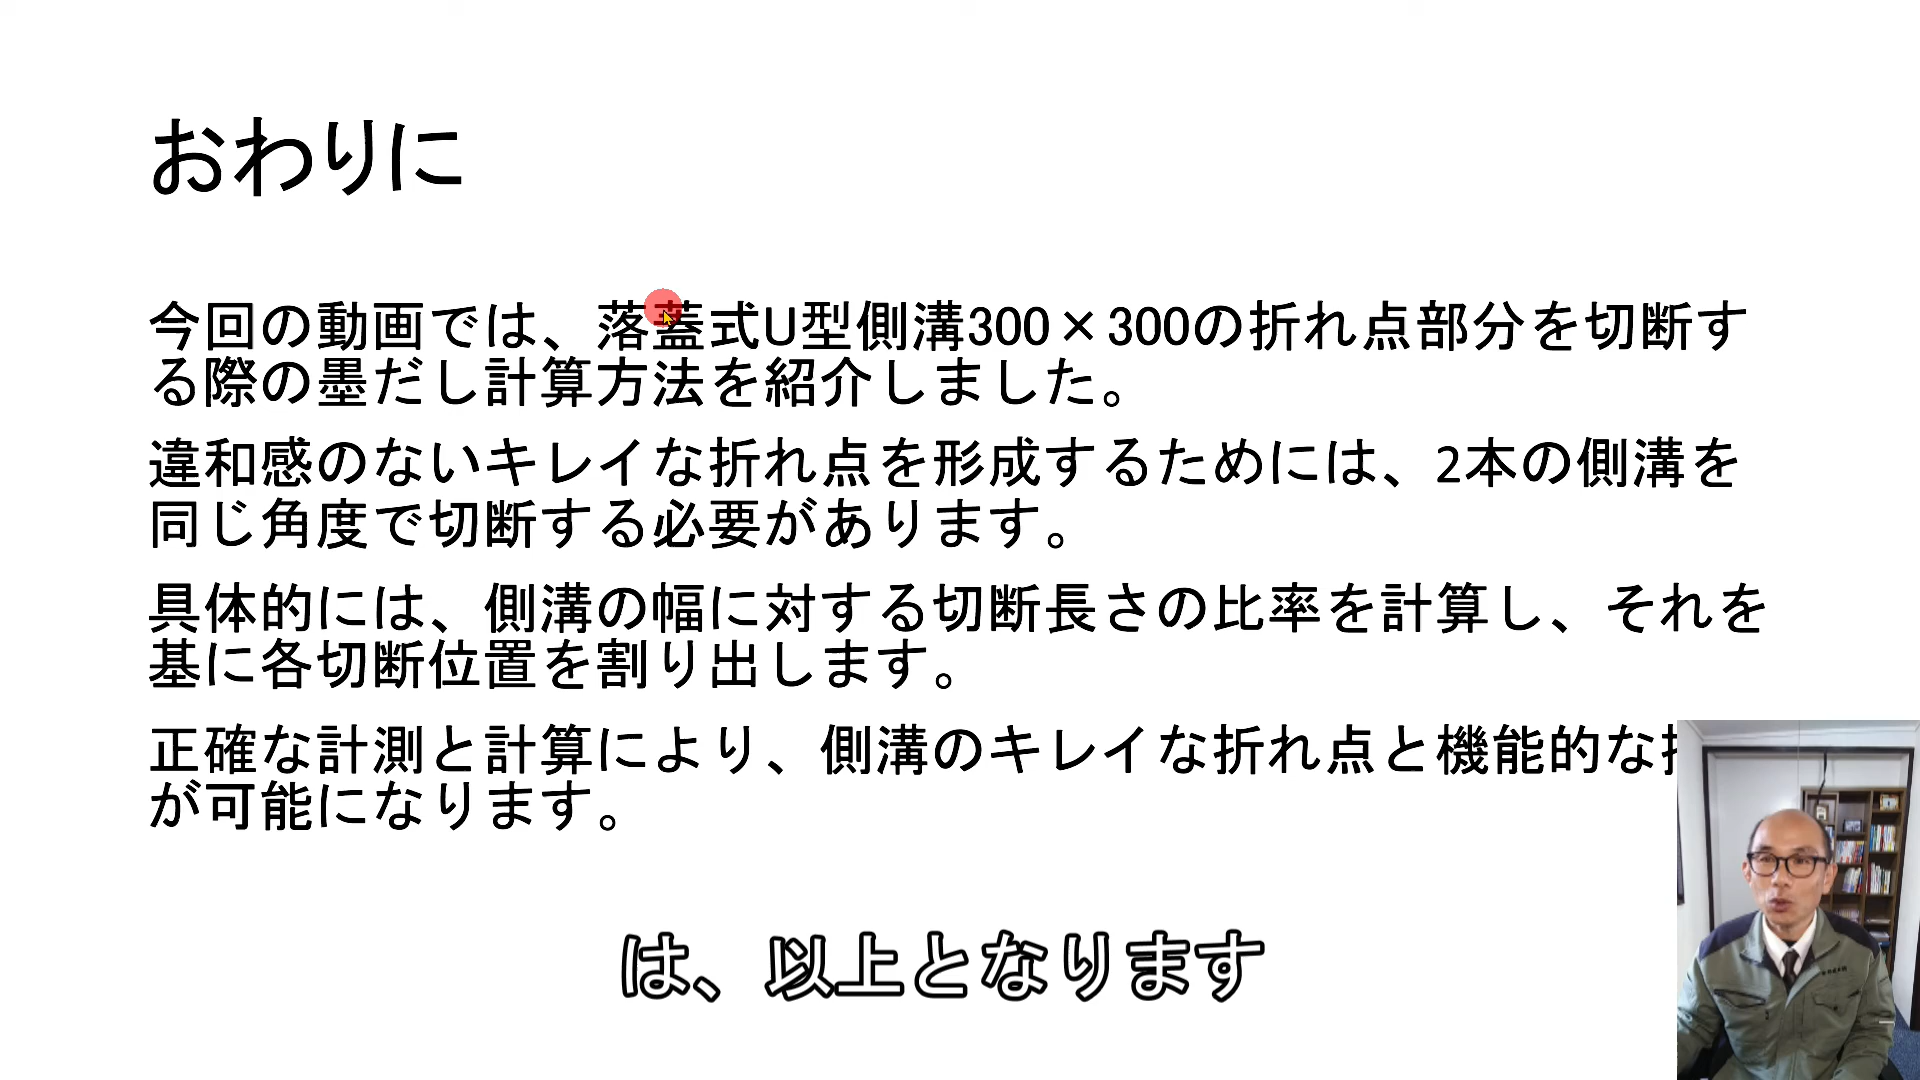 おわりに
今回の動画では、落蓋式U型側溝300×300の折れ点部分を切断す
る際の墨だし計算方法を紹介しました。
違和感のないキレイな折れ点を形成するためには、2本の側溝を
同じ角度で切断する必要があります。
具体的には、側溝の幅に対する切断長さの比率を計算し、それを
基に各切断位置を割り出します。
正確な計測と計算により、側溝のキレイな折れ点と機能的な
が可能になります。
は、以上となります